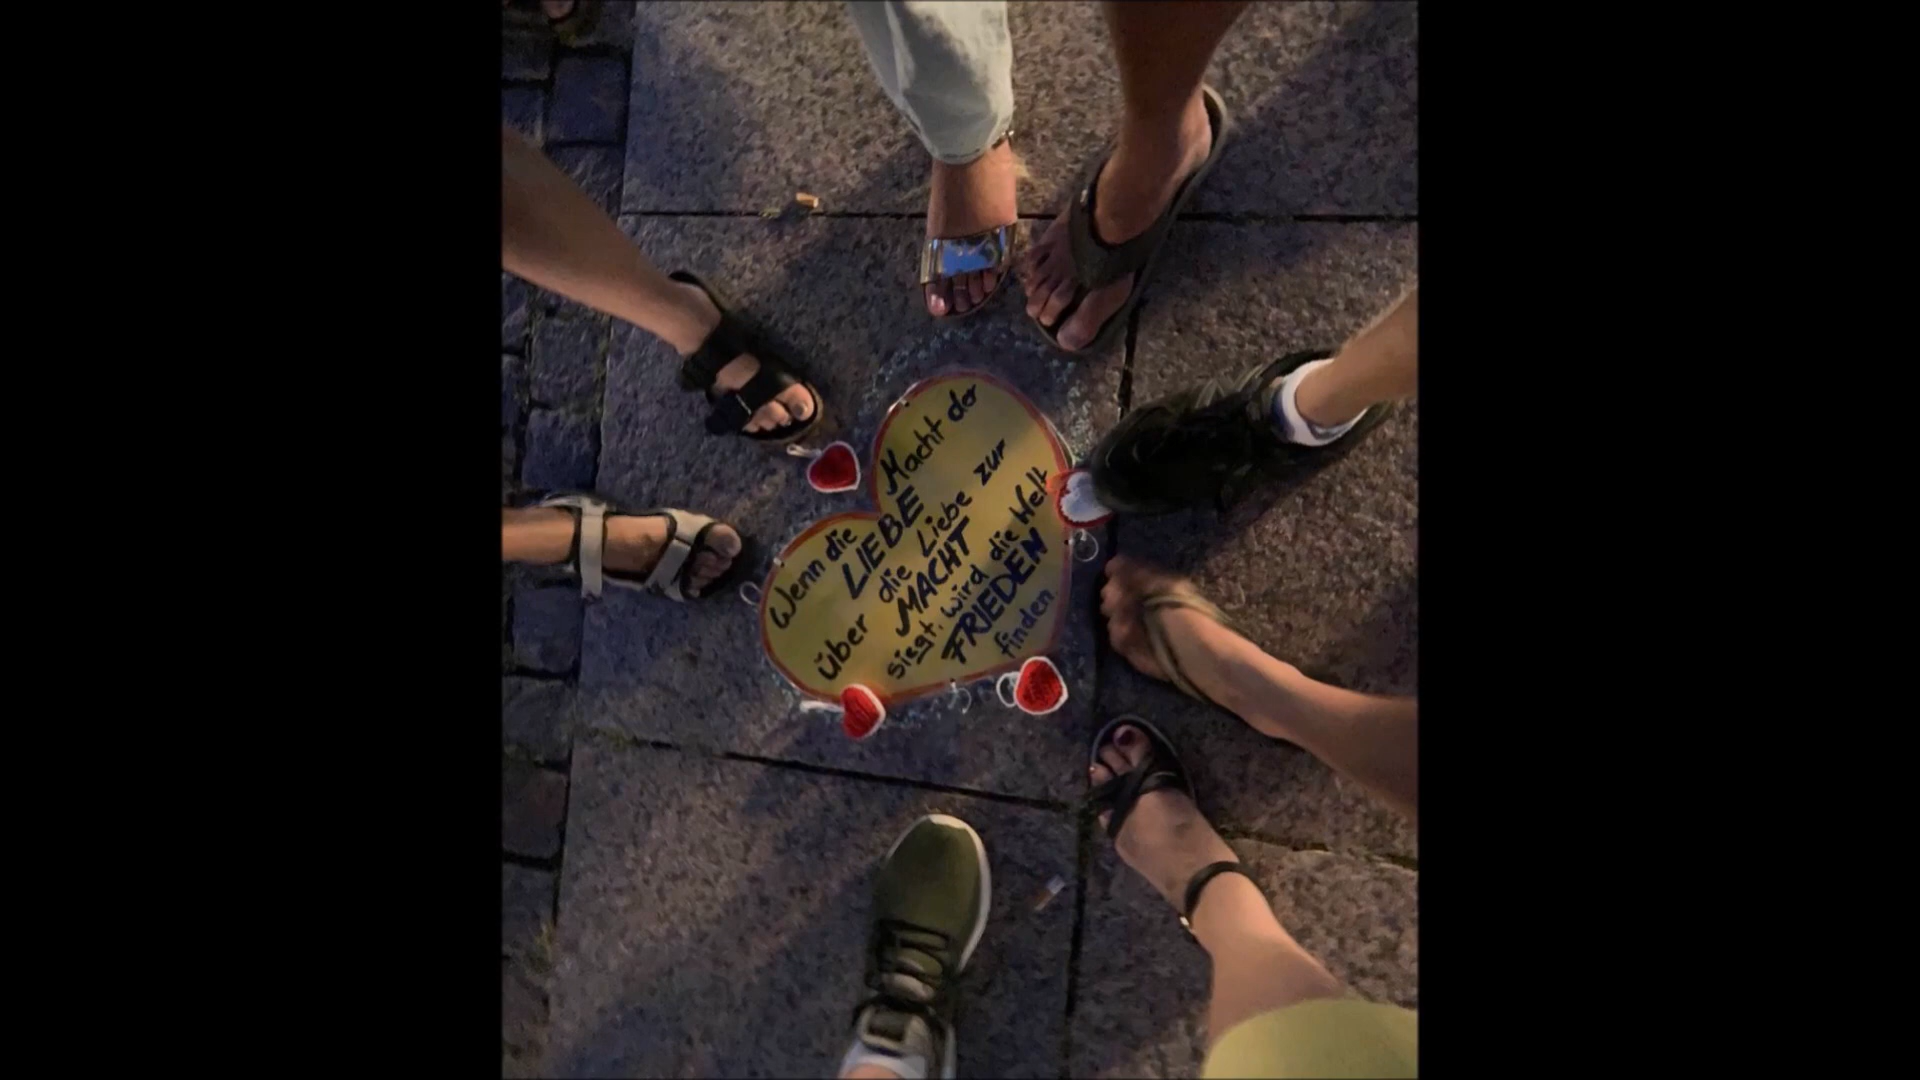 Wenn die Macht der
LIEBE
über die Liebe zur
MACHT
siegt, wird die Welt
FRIEDEN
finden.